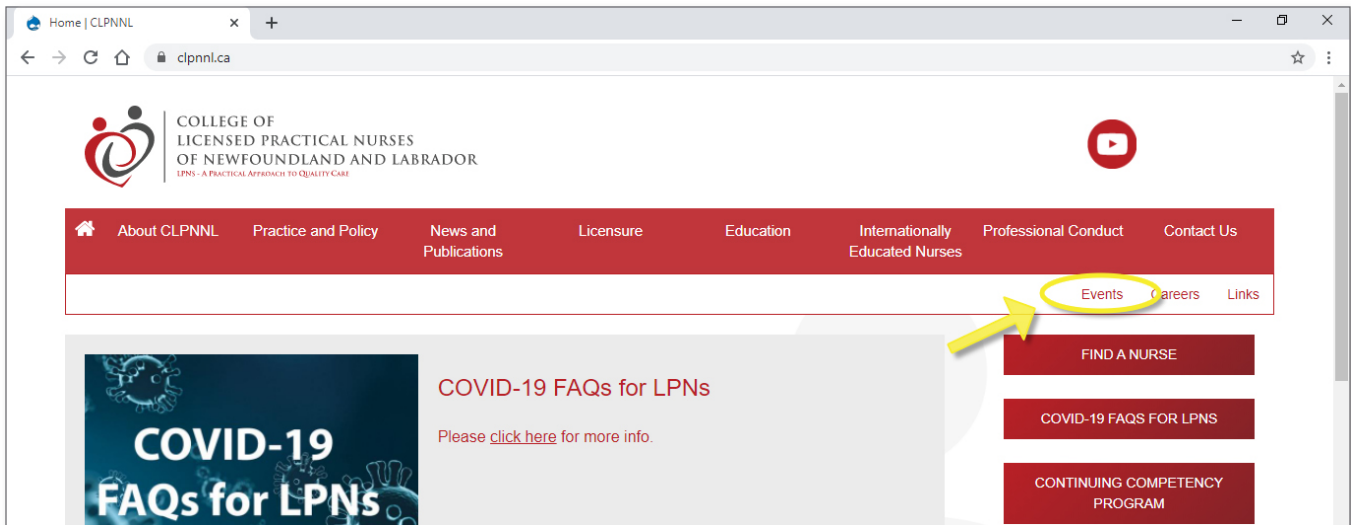 Home | CLPNNL
clpnnl.ca
COLLEGE OF
LICENSED PRACTICAL NURSES
OF NEWFOUNDLAND AND LABRADOR
LPNS - A PRACTICAL APPROACH TO QUALITY CARE
About CLPNNL Practice and Policy News and Publications Licensure Education Internationally Educated Nurses Professional Conduct Contact Us
Events Careers Links
COVID-19
FAQs for LPNs
COVID-19 FAQs for LPNs
Please click here for more info.
FIND A NURSE
COVID-19 FAQS FOR LPNS
CONTINUING COMPETENCY
PROGRAM